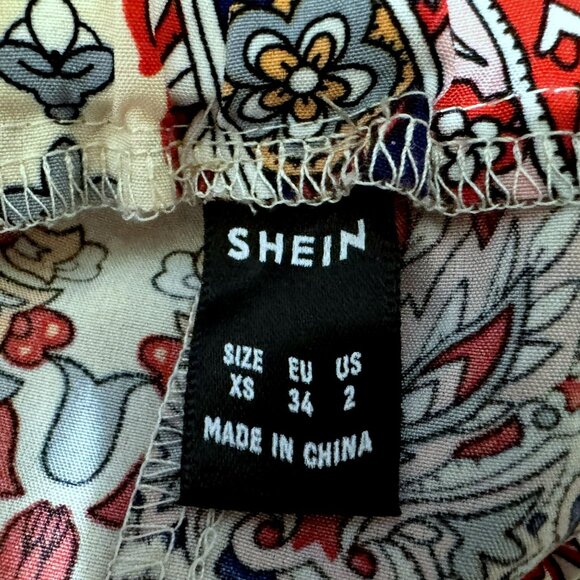 SHEIN
SIZE EU US
XS 34 2
MADE IN CHINA